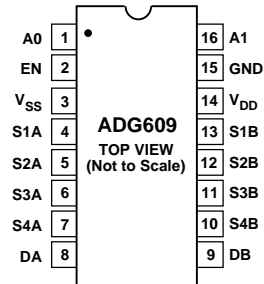 A0 1 16 A1
EN 2 15 GND
VSS 3 14 VDD
S1A 4 ADG609 13 S1B
S2A 5 TOP VIEW 12 S2B
(Not to Scale)
S3A 6 11 S3B
S4A 7 10 S4B
DA 8 9 DB